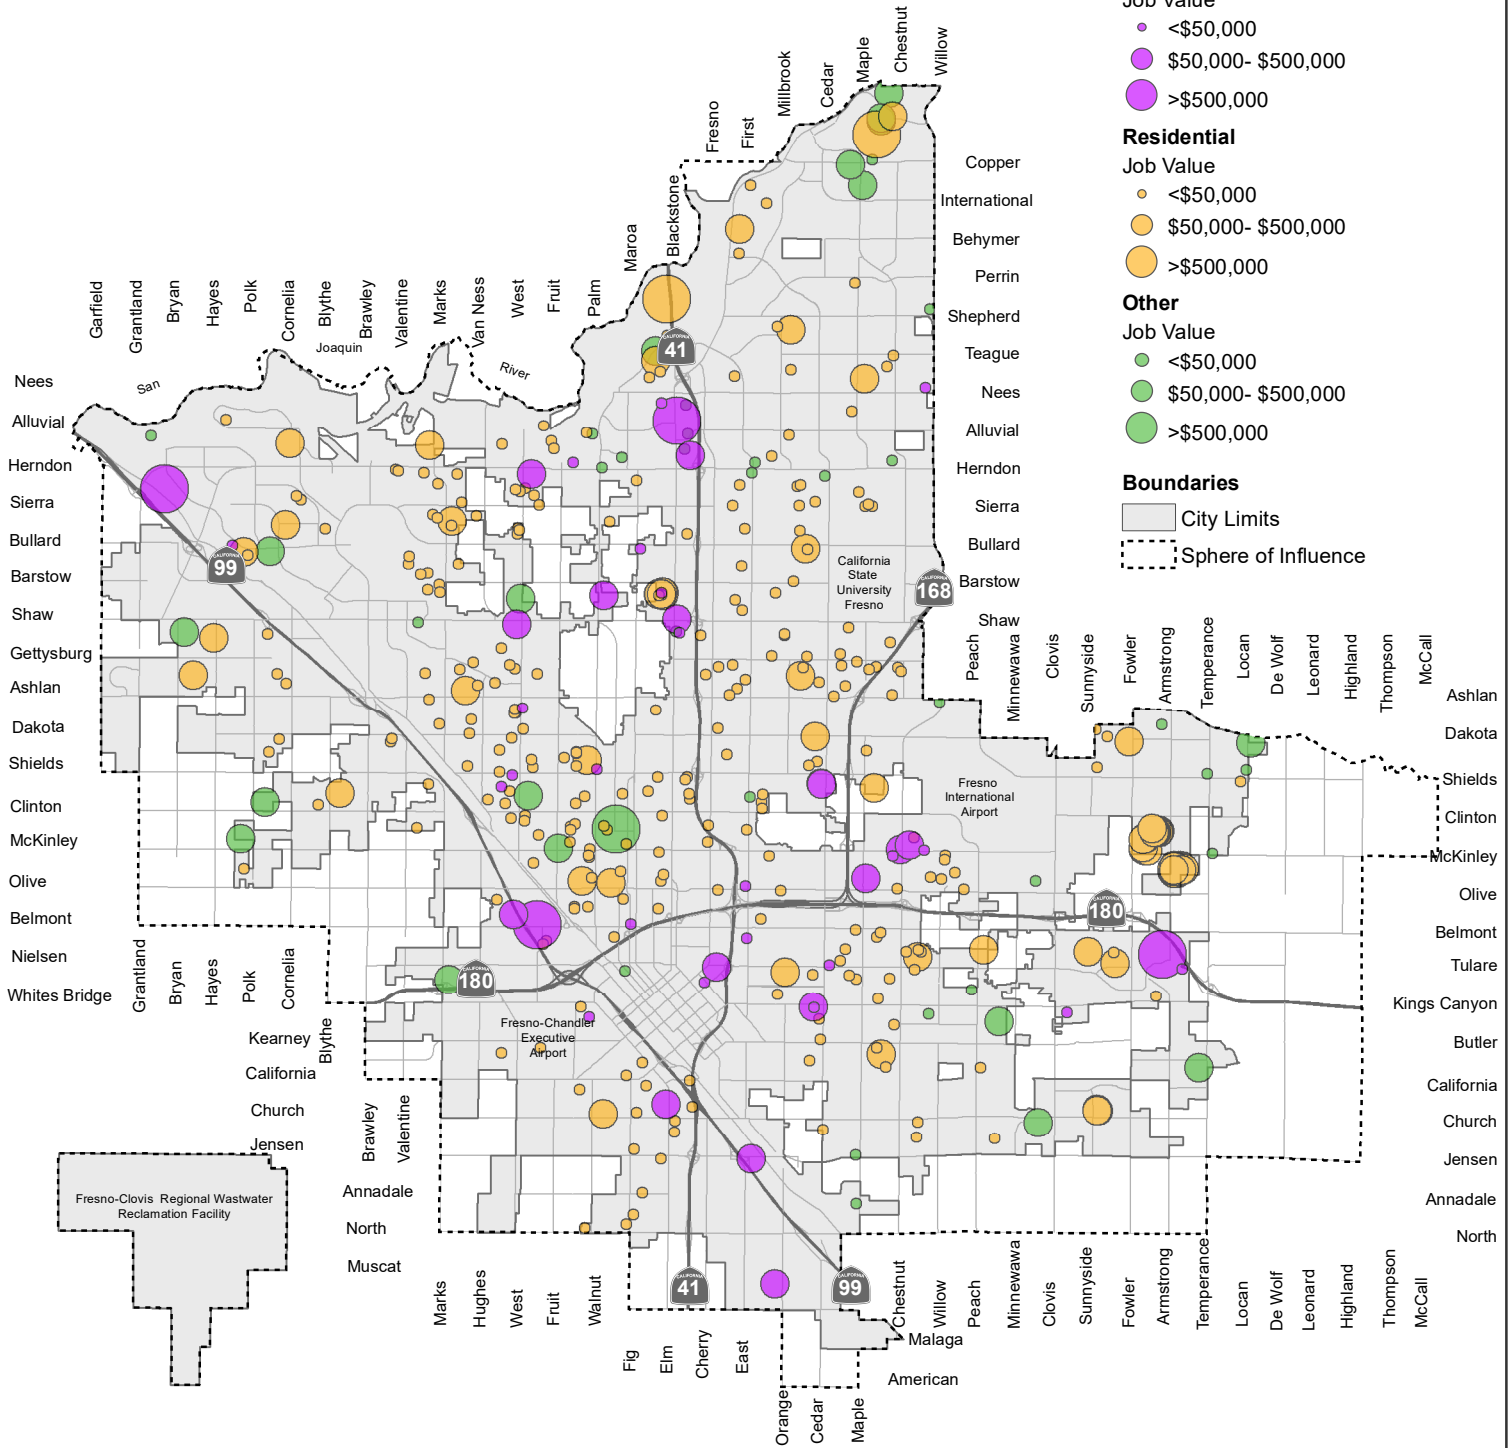 Job Value
<$50,000
$50,000- $500,000
>$500,000
Residential
Job Value
<$50,000
$50,000- $500,000
>$500,000
Other
Job Value
<$50,000
$50,000- $500,000
>$500,000
Boundaries
City Limits
Sphere of Influence
Fresno
First
Millbrook
Cedar
Maple
Chestnut
Willow
Copper
International
Behymer
Perrin
Shepherd
Teague
Nees
Alluvial
Herndon
Sierra
Bullard
Barstow
Shaw
Garfield
Grantland
Bryan
Hayes
Polk
Cornelia
Blythe
Brawley
Valentine
Marks
Van Ness
West
Fruit
Palm
Maroa
Blackstone
San
Joaquin
River
CALIFORNIA
41
Nees
Alluvial
Herndon
Sierra
Bullard
Barstow
Shaw
Gettysburg
Ashlan
Dakota
Shields
Clinton
McKinley
Olive
Belmont
Nielsen
Whites Bridge
CALIFORNIA
99
California
State
University
Fresno
CALIFORNIA
168
Peach
Minnewawa
Clovis
Sunnyside
Fowler
Armstrong
Temperance
Locan
De Wolf
Leonard
Highland
Thompson
McCall
Ashlan
Dakota
Shields
Clinton
McKinley
Olive
Belmont
Tulare
Kings Canyon
Butler
California
Church
Jensen
Annadale
North
Fresno
International
Airport
CALIFORNIA
180
Grantland
Bryan
Hayes
Polk
Cornelia
Blythe
CALIFORNIA
180
Fresno-Chandler
Executive
Airport
Kearney
California
Church
Jensen
Brawley
Valentine
Annadale
North
Muscat
Fresno-Clovis Regional Wastwater
Reclamation Facility
Marks
Hughes
West
Fruit
Walnut
Fig
Elm
Cherry
East
Orange
Cedar
Maple
CALIFORNIA
41
CALIFORNIA
99
Chestnut
Willow
Peach
Minnewawa
Clovis
Sunnyside
Fowler
Armstrong
Temperance
Locan
De Wolf
Leonard
Highland
Thompson
McCall
Malaga
American